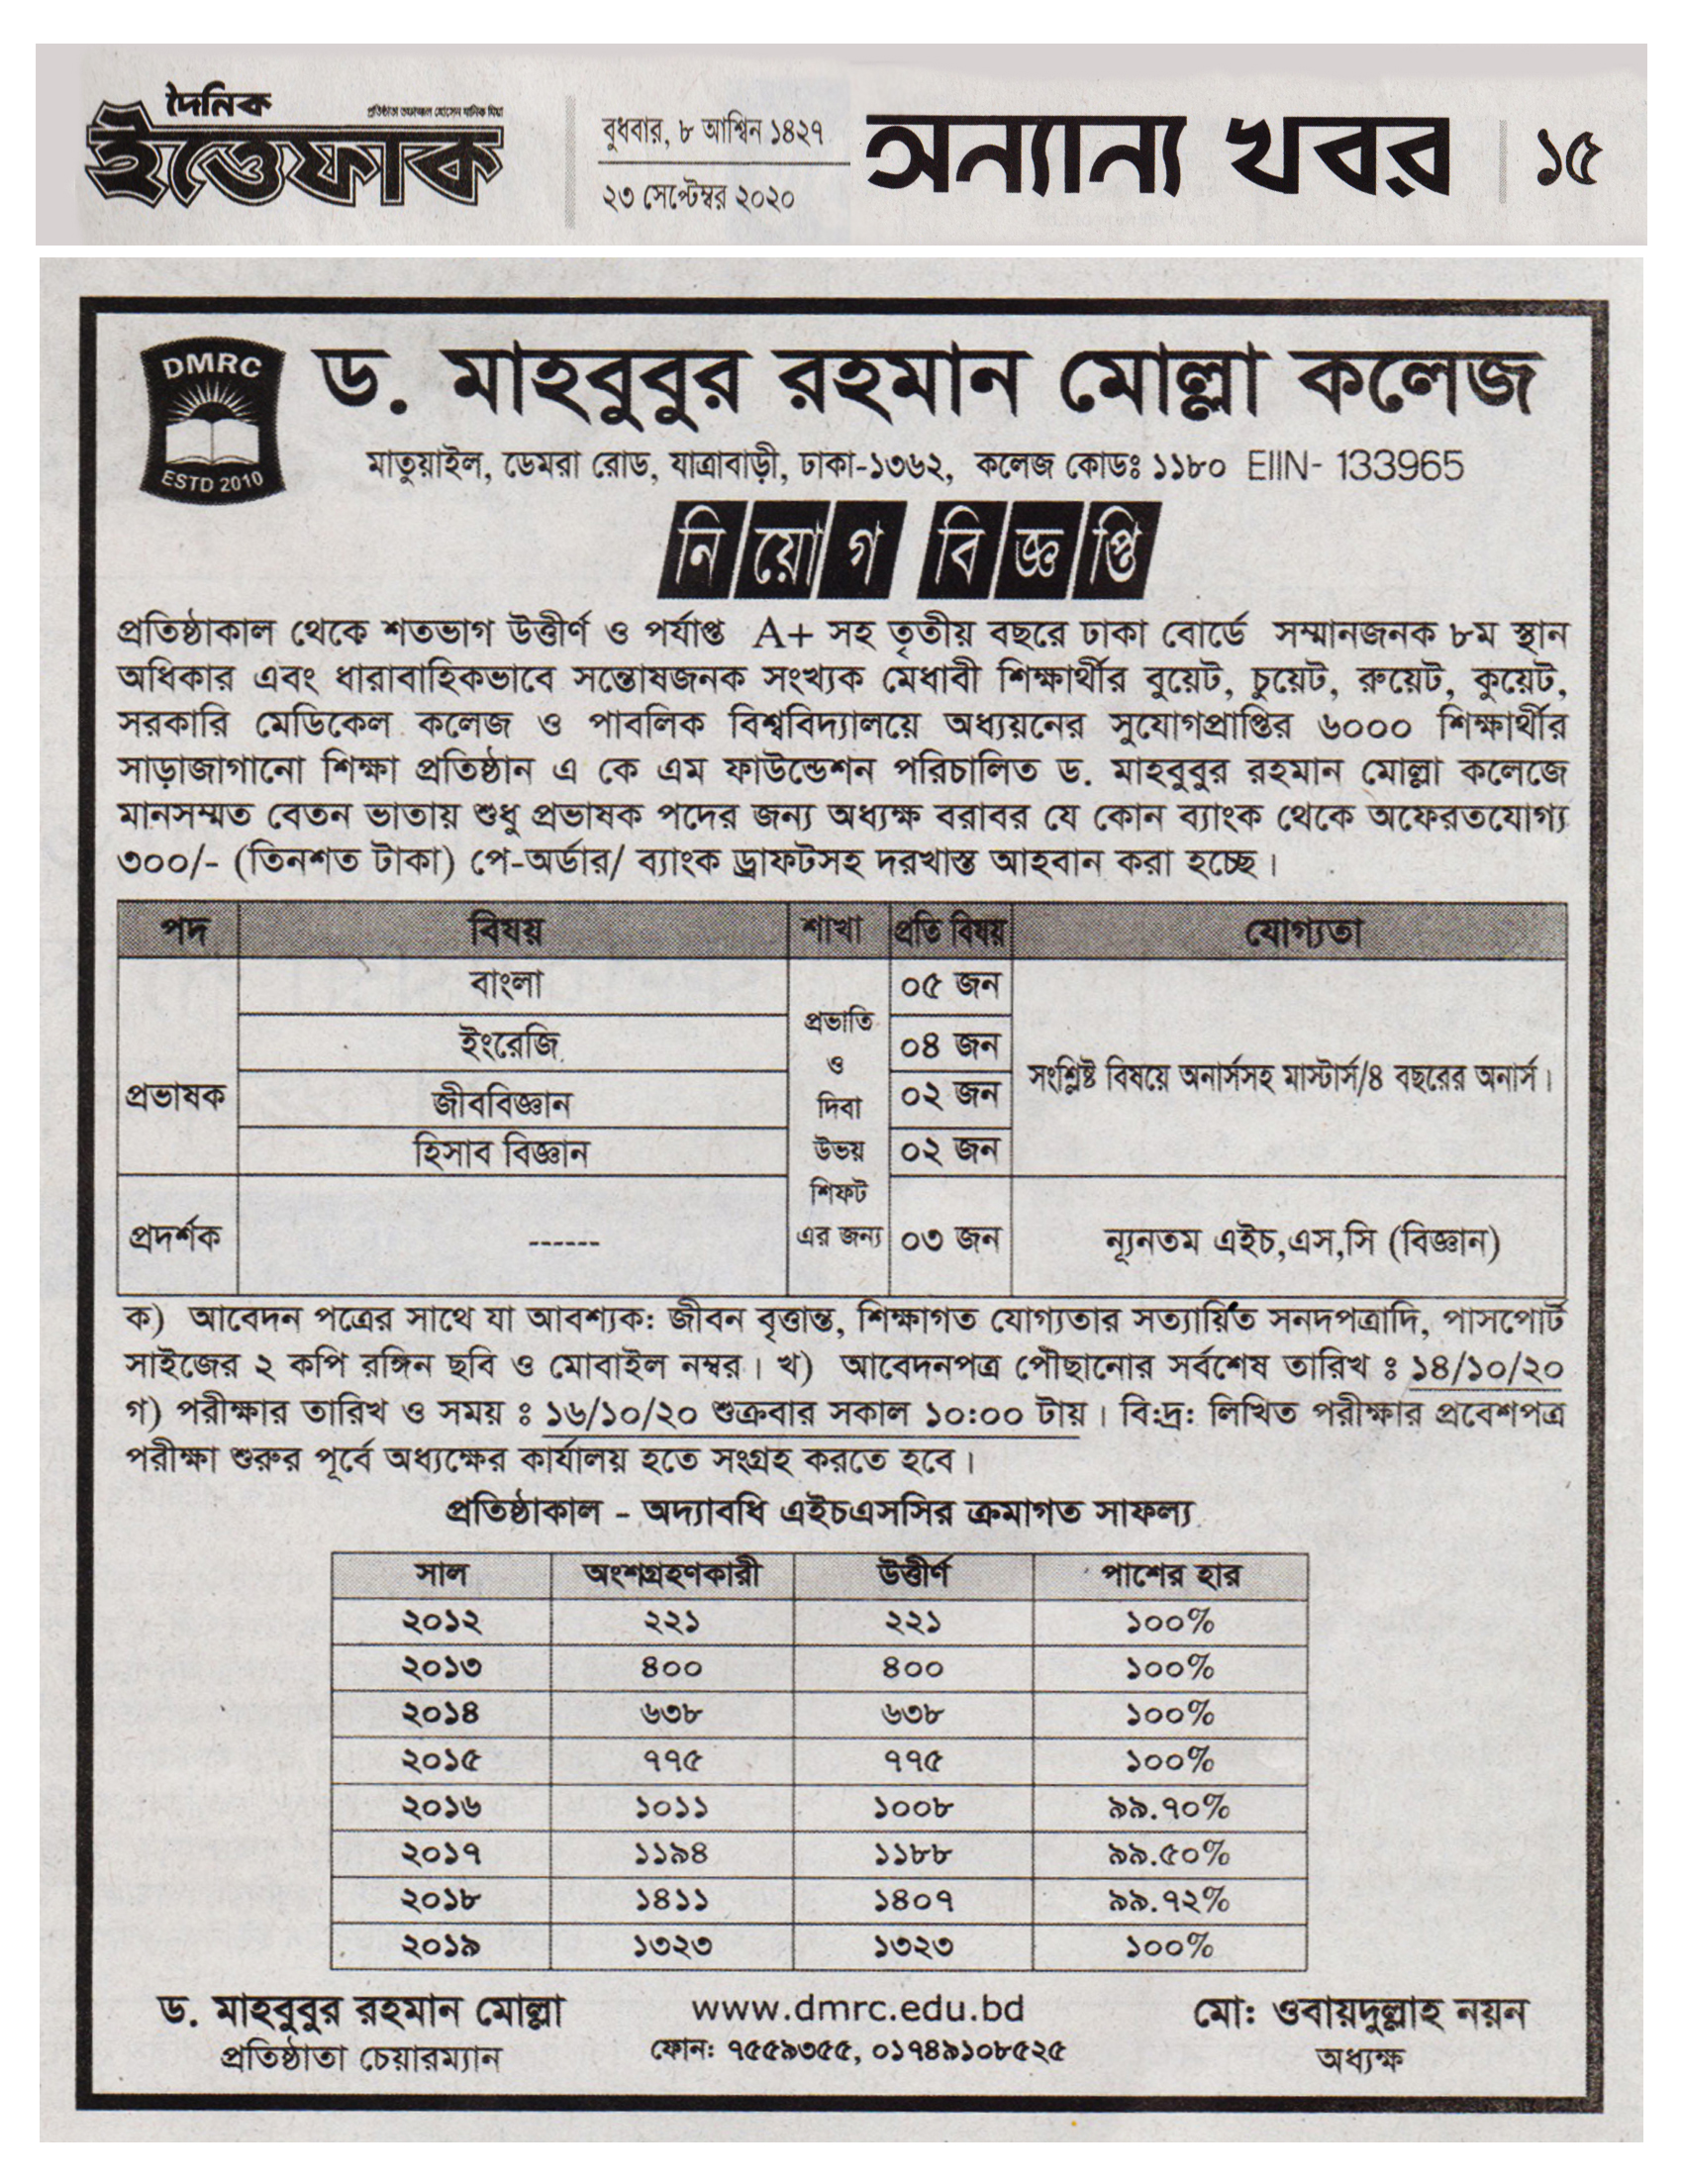 দৈনিক
ইত্তেফাক
প্রতিষ্ঠাতা তফাজ্জল হোসেন মানিক মিয়া
বুধবার, ৮ আশ্বিন ১৪২৭
২৩ সেপ্টেম্বর ২০২০
অন্যান্য খবর
১৫
DMRC
ESTD 2010
ড. মাহবুবুর রহমান মোল্লা কলেজ
মাতুয়াইল, ডেমরা রোড, যাত্রাবাড়ী, ঢাকা-১৩৬২, কলেজ কোডঃ ১১৮০ EIIN- 133965
নিয়োগ বিজ্ঞপ্তি
প্রতিষ্ঠাকাল থেকে শতভাগ উত্তীর্ণ ও পর্যাপ্ত A+ সহ তৃতীয় বছরে ঢাকা বোর্ডে সম্মানজনক ৮ম স্থান
অধিকার এবং ধারাবাহিকভাবে সন্তোষজনক সংখ্যক মেধাবী শিক্ষার্থীর বুয়েট, চুয়েট, রুয়েট, কুয়েট,
সরকারি মেডিকেল কলেজ ও পাবলিক বিশ্ববিদ্যালয়ে অধ্যয়নের সুযোগপ্রাপ্তির ৬০০০ শিক্ষার্থীর
সাড়াজাগানো শিক্ষা প্রতিষ্ঠান এ কে এম ফাউন্ডেশন পরিচালিত ড. মাহবুবুর রহমান মোল্লা কলেজে
মানসম্মত বেতন ভাতায় শুধু প্রভাষক পদের জন্য অধ্যক্ষ বরাবর যে কোন ব্যাংক থেকে অফেরতযোগ্য
৩০০/- (তিনশত টাকা) পে-অর্ডার/ ব্যাংক ড্রাফটসহ দরখাস্ত আহবান করা হচ্ছে।
পদ বিষয় শাখা প্রতি বিষয় যোগ্যতা
প্রভাষক
বাংলা ০৫ জন
ইংরেজি ০৪ জন
জীববিজ্ঞান ০২ জন
হিসাব বিজ্ঞান ০২ জন
প্রভাতি
ও
দিবা
উভয়
শিফট
এর জন্য
সংশ্লিষ্ট বিষয়ে অনার্সসহ মাস্টার্স/৪ বছরের অনার্স।
প্রদর্শক ------ ০৩ জন ন্যূনতম এইচ,এস,সি (বিজ্ঞান)
ক) আবেদন পত্রের সাথে যা আবশ্যক: জীবন বৃত্তান্ত, শিক্ষাগত যোগ্যতার সত্যায়িত সনদপত্রাদি, পাসপোর্ট
সাইজের ২ কপি রঙ্গিন ছবি ও মোবাইল নম্বর। খ) আবেদনপত্র পৌছানোর সর্বশেষ তারিখ ঃ ১৪/১০/২০
গ) পরীক্ষার তারিখ ও সময় ঃ ১৬/১০/২০ শুক্রবার সকাল ১০:০০ টায়। বি:দ্র: লিখিত পরীক্ষার প্রবেশপত্র
পরীক্ষা শুরুর পূর্বে অধ্যক্ষের কার্যালয় হতে সংগ্রহ করতে হবে।
প্রতিষ্ঠাকাল - অদ্যাবধি এইচএসসির ক্রমাগত সাফল্য
সাল অংশগ্রহণকারী উত্তীর্ণ পাশের হার
২০১২ ২২১ ২২১ ১০০%
২০১৩ ৪০০ ৪০০ ১০০%
২০১৪ ৬৩৮ ৬৩৮ ১০০%
২০১৫ ৭৭৫ ৭৭৫ ১০০%
২০১৬ ১০১১ ১০০৮ ৯৯.৭০%
২০১৭ ১১৯৪ ১১৮৮ ৯৯.৫০%
২০১৮ ১৪১১ ১৪০৭ ৯৯.৭২%
২০১৯ ১৩২৩ ১৩২৩ ১০০%
ড. মাহবুবুর রহমান মোল্লা
প্রতিষ্ঠাতা চেয়ারম্যান
www.dmrc.edu.bd
ফোন: ৭৫৫৯৩৫৫, ০১৭৪৯১০৮৫২৫
মো: ওবায়দুল্লাহ নয়ন
অধ্যক্ষ